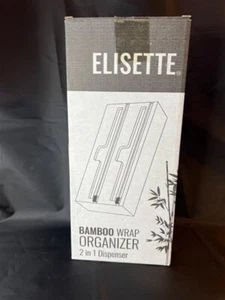 ELISETTE
BAMBOO WRAP
ORGANIZER
2 in 1 Dispenser